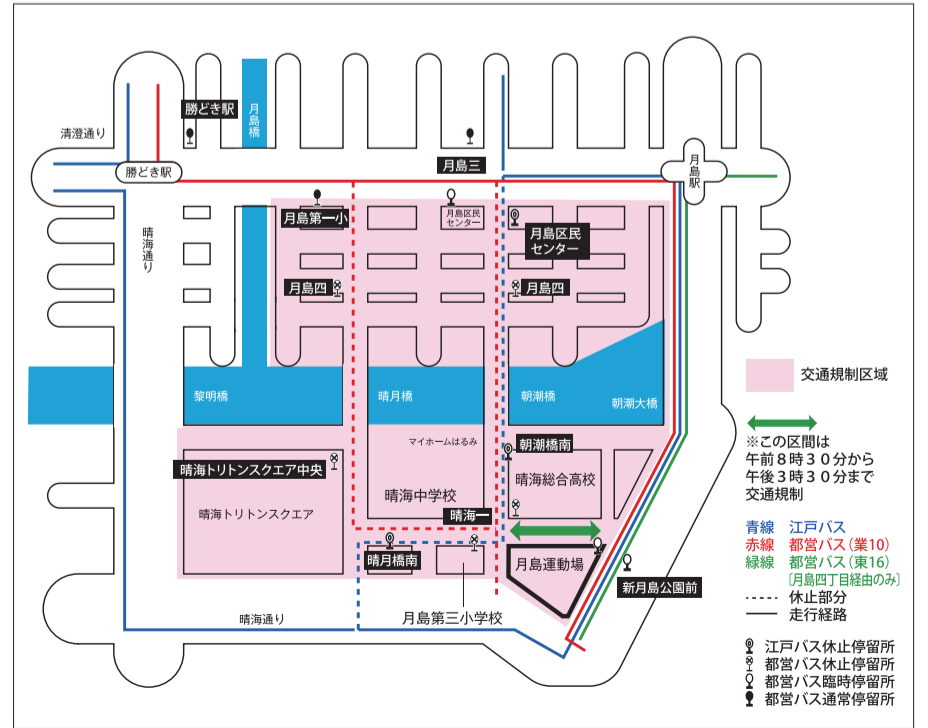 勝どき駅
月島橋
清澄通り
月島三
月島駅
勝どき駅
月島第一小
月島区民
センター
月島区民
センター
晴海通り
月島四
月島四
黎明橋
晴月橋
朝潮橋
朝潮大橋
交通規制区域
マイホームはるみ
朝潮橋南
※この区間は
午前8時30分から
午後3時30分まで
交通規制
晴海トリトンスクエア中央
晴海総合高校
晴海中学校
晴海トリトンスクエア
晴海一
青線 江戸バス
赤線 都営バス(業10)
緑線 都営バス(東16)
〔月島四丁目経由のみ〕
晴月橋南
月島運動場
新月島公園前
休止部分
走行経路
晴海通り
月島第三小学校
江戸バス休止停留所
都営バス休止停留所
都営バス臨時停留所
都営バス通常停留所